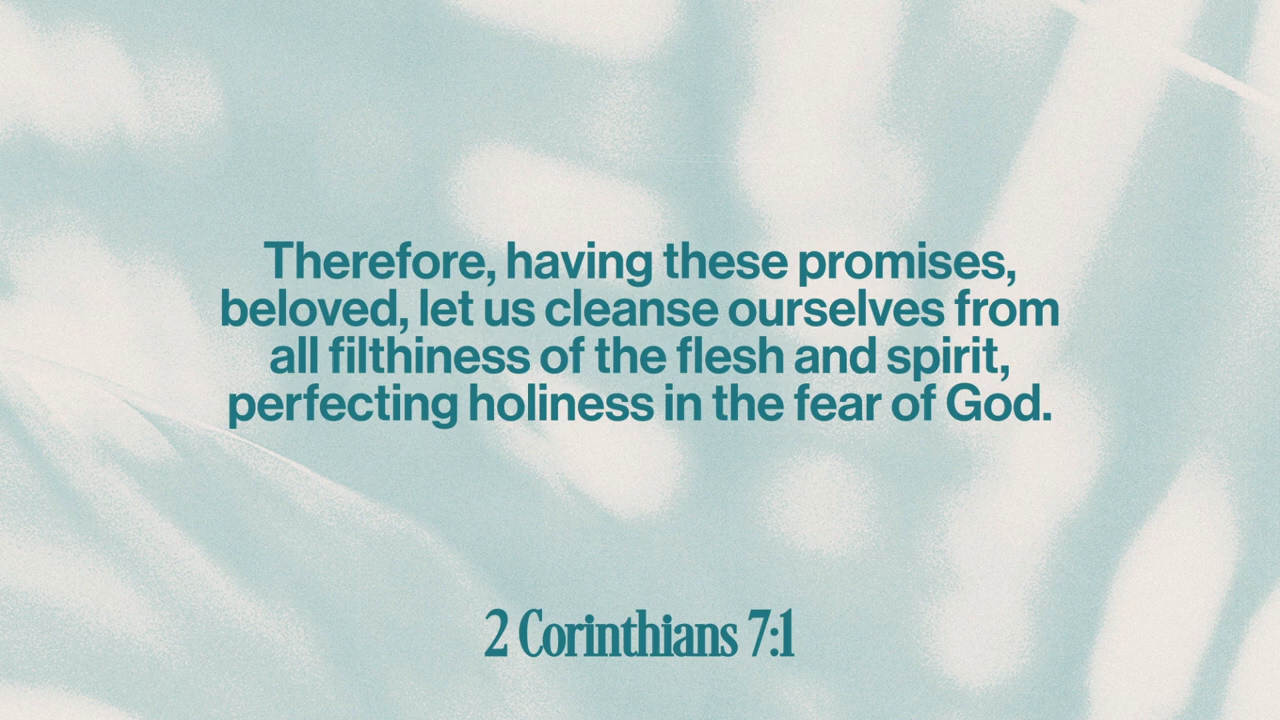 Therefore, having these promises,
beloved, let us cleanse ourselves from
all filthiness of the flesh and spirit,
perfecting holiness in the fear of God.
2 Corinthians 7:1